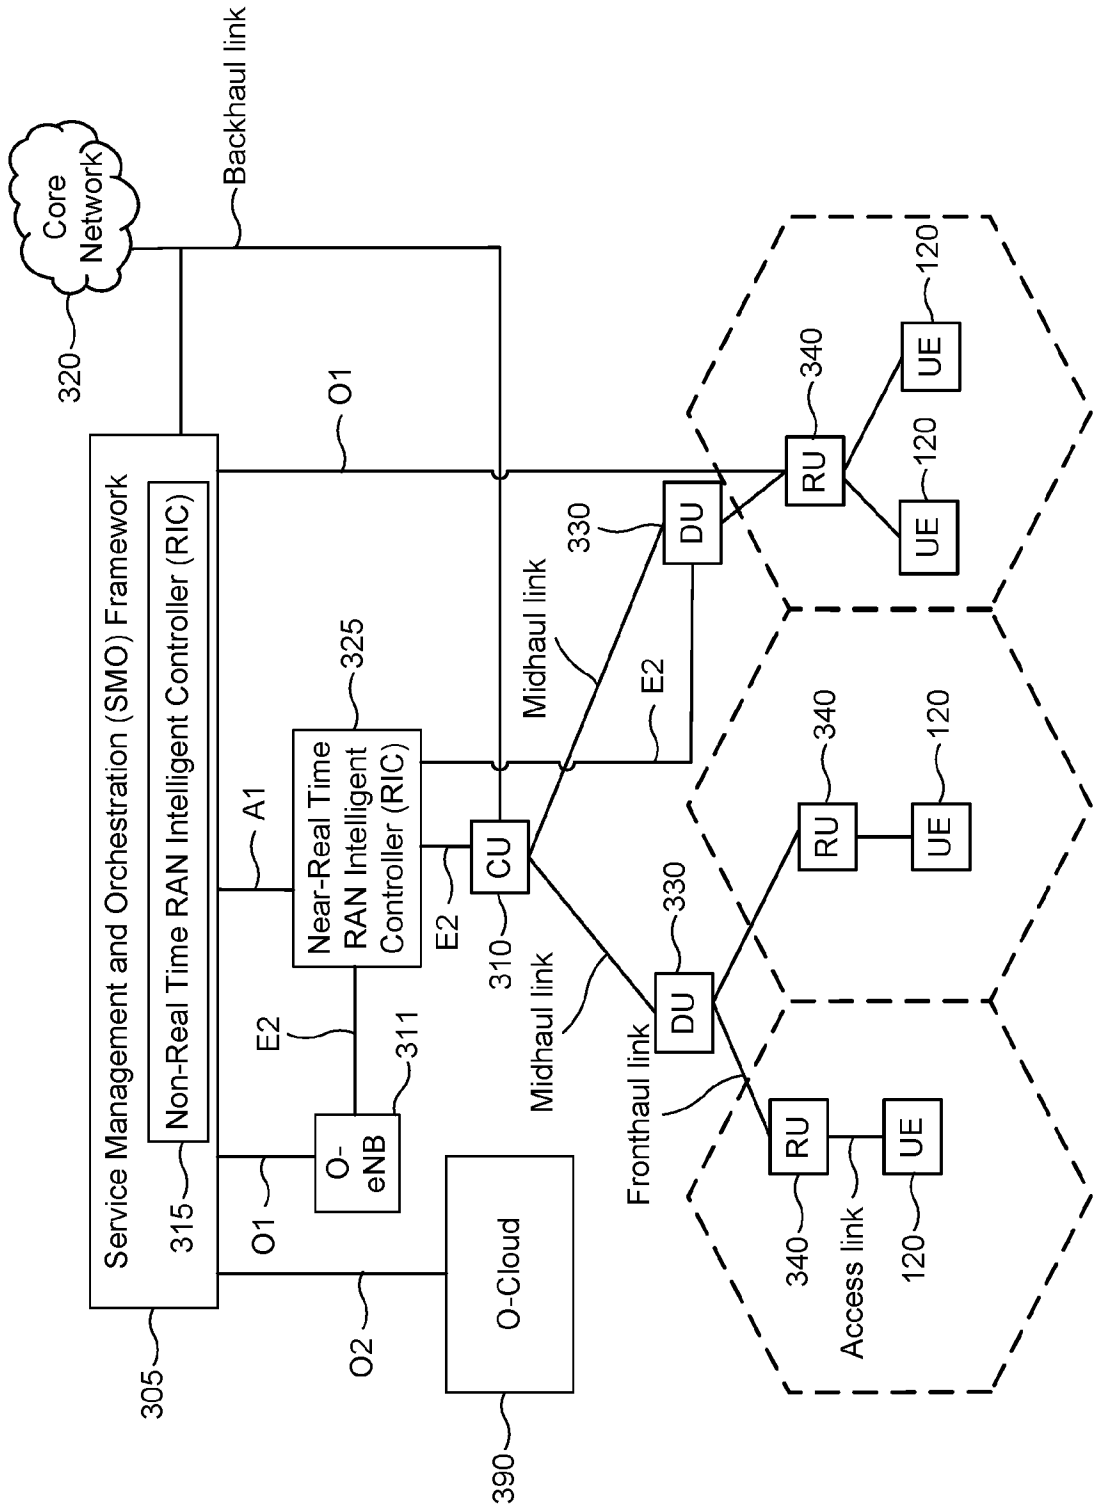 Core
Network
320
Backhaul link
Service Management and Orchestration (SMO) Framework
305
Non-Real Time RAN Intelligent Controller (RIC)
315
O2
O1
A1
O1
O-
eNB
311
E2
Near-Real Time
RAN Intelligent
Controller (RIC)
325
E2
O-Cloud
390
CU
310
Midhaul link
Midhaul link
E2
DU
330
DU
330
Fronthaul link
RU
340
RU
340
RU
340
Access link
UE
120
UE
120
UE
120
UE
120